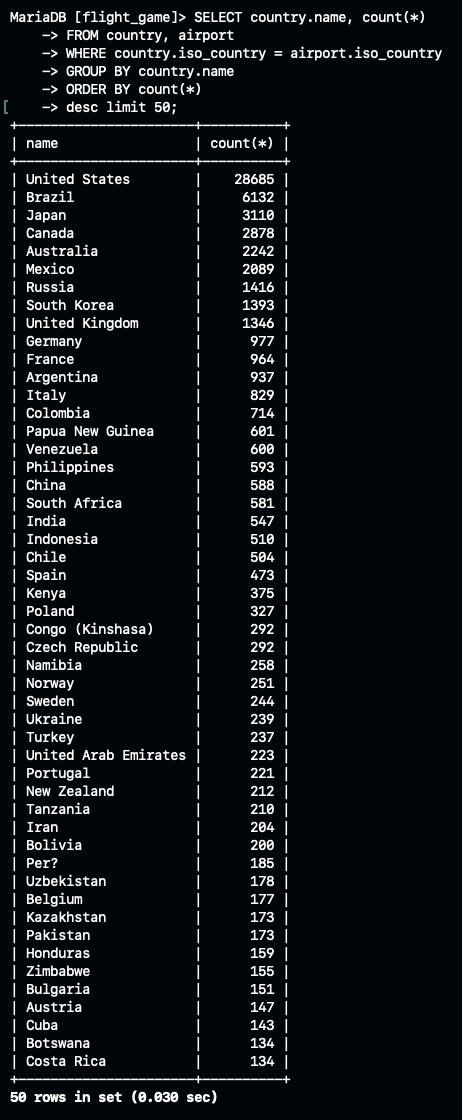 MariaDB [flight_game]> SELECT country.name, count(*)
    -> FROM country, airport
    -> WHERE country.iso_country = airport.iso_country
    -> GROUP BY country.name
    -> ORDER BY count(*)
[    -> desc limit 50;
+----------------------+----------+
| name                 | count(*) |
+----------------------+----------+
| United States        |    28685 |
| Brazil               |     6132 |
| Japan                |     3110 |
| Canada               |     2878 |
| Australia            |     2242 |
| Mexico               |     2089 |
| Russia               |     1416 |
| South Korea          |     1393 |
| United Kingdom       |     1346 |
| Germany              |      977 |
| France               |      964 |
| Argentina            |      937 |
| Italy                |      829 |
| Colombia             |      714 |
| Papua New Guinea     |      601 |
| Venezuela            |      600 |
| Philippines          |      593 |
| China                |      588 |
| South Africa         |      581 |
| India                |      547 |
| Indonesia            |      510 |
| Chile                |      504 |
| Spain                |      473 |
| Kenya                |      375 |
| Poland               |      327 |
| Congo (Kinshasa)     |      292 |
| Czech Republic       |      292 |
| Namibia              |      258 |
| Norway               |      251 |
| Sweden               |      244 |
| Ukraine              |      239 |
| Turkey               |      237 |
| United Arab Emirates |      223 |
| Portugal             |      221 |
| New Zealand          |      212 |
| Tanzania             |      210 |
| Iran                 |      204 |
| Bolivia              |      200 |
| Per?                 |      185 |
| Uzbekistan           |      178 |
| Belgium              |      177 |
| Kazakhstan           |      173 |
| Pakistan             |      173 |
| Honduras             |      159 |
| Zimbabwe             |      155 |
| Bulgaria             |      151 |
| Austria              |      147 |
| Cuba                 |      143 |
| Botswana             |      134 |
| Costa Rica           |      134 |
+----------------------+----------+
50 rows in set (0.030 sec)